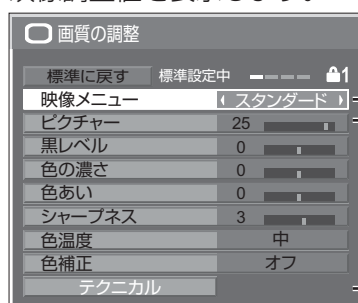 画質の調整
標準に戻す 標準設定中 1
映像メニュー スタンダード
ピクチャー 25
黒レベル 0
色の濃さ 0
色あい 0
シャープネス 3
色温度 中
色補正 オフ
テクニカル